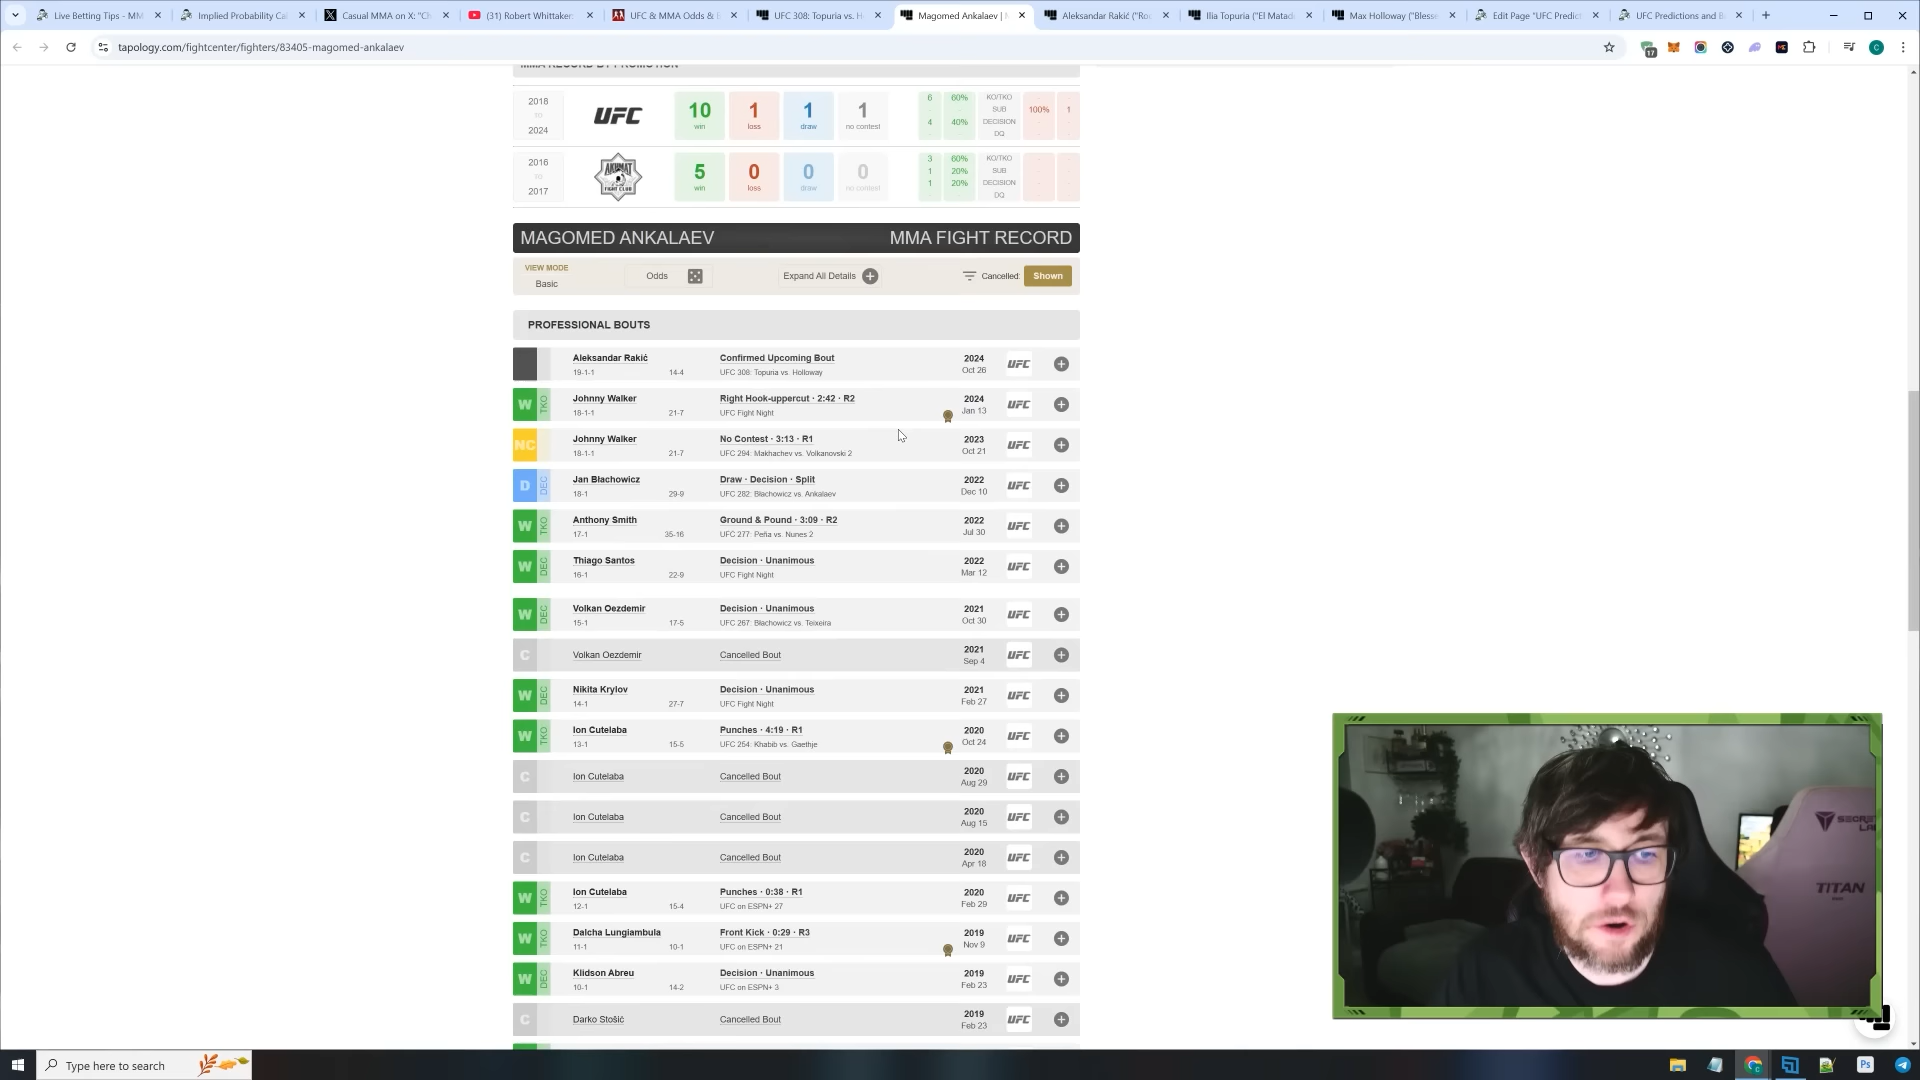 Live Betting Tips - MM
Implied Probability Cal
Casual MMA on X: "Ch
(31) Robert Whittaker:
UFC & MMA Odds & B
UFC 308: Topuria vs. H
Magomed Ankalaev |
Aleksandar Rakić ("Roc
Ilia Topuria ("El Matad
Max Holloway ("Blesse
Edit Page "UFC Predict
UFC Predictions and B
tapology.com/fightcenter/fighters/83405-magomed-ankalaev
17
C
2018
TO
2024
UFC
10 win
1 loss
1 draw
1 no contest
6 60% KO/TKO
SUB 100% 1
4 40% DECISION
DQ
2016
TO
2017
AKHMAT
FIGHT CLUB
5 win
0 loss
0 draw
0 no contest
3 60% KO/TKO
1 20% SUB
1 20% DECISION
DQ
MAGOMED ANKALAEV MMA FIGHT RECORD
VIEW MODE
Basic
Odds
Expand All Details
Cancelled: Shown
PROFESSIONAL BOUTS
Aleksandar Rakić Confirmed Upcoming Bout 2024 UFC
19-1-1 14-4 UFC 308: Topuria vs. Holloway Oct 26
W TKO Johnny Walker Right Hook-uppercut · 2:42 · R2 2024 UFC
18-1-1 21-7 UFC Fight Night Jan 13
NC Johnny Walker No Contest · 3:13 · R1 2023 UFC
18-1-1 21-7 UFC 294: Makhachev vs. Volkanovski 2 Oct 21
D DEC Jan Błachowicz Draw · Decision · Split 2022 UFC
18-1 29-9 UFC 282: Błachowicz vs. Ankalaev Dec 10
W TKO Anthony Smith Ground & Pound · 3:09 · R2 2022 UFC
17-1 35-16 UFC 277: Peña vs. Nunes 2 Jul 30
W DEC Thiago Santos Decision · Unanimous 2022 UFC
16-1 22-9 UFC Fight Night Mar 12
W DEC Volkan Oezdemir Decision · Unanimous 2021 UFC
15-1 17-5 UFC 267: Błachowicz vs. Teixeira Oct 30
C Volkan Oezdemir Cancelled Bout 2021 UFC
Sep 4
W DEC Nikita Krylov Decision · Unanimous 2021 UFC
14-1 27-7 UFC Fight Night Feb 27
W TKO Ion Cutelaba Punches · 4:19 · R1 2020 UFC
13-1 15-5 UFC 254: Khabib vs. Gaethje Oct 24
C Ion Cutelaba Cancelled Bout 2020 UFC
Aug 29
C Ion Cutelaba Cancelled Bout 2020 UFC
Aug 15
C Ion Cutelaba Cancelled Bout 2020 UFC
Apr 18
W TKO Ion Cutelaba Punches · 0:38 · R1 2020 UFC
12-1 15-4 UFC on ESPN+ 27 Feb 29
W TKO Dalcha Lungiambula Front Kick · 0:29 · R3 2019 UFC
11-1 10-1 UFC on ESPN+ 21 Nov 9
W DEC Klidson Abreu Decision · Unanimous 2019 UFC
10-1 14-2 UFC on ESPN+ 3 Feb 23
C Darko Stošić Cancelled Bout 2019 UFC
Feb 23
TITAN
Type here to search
Ps